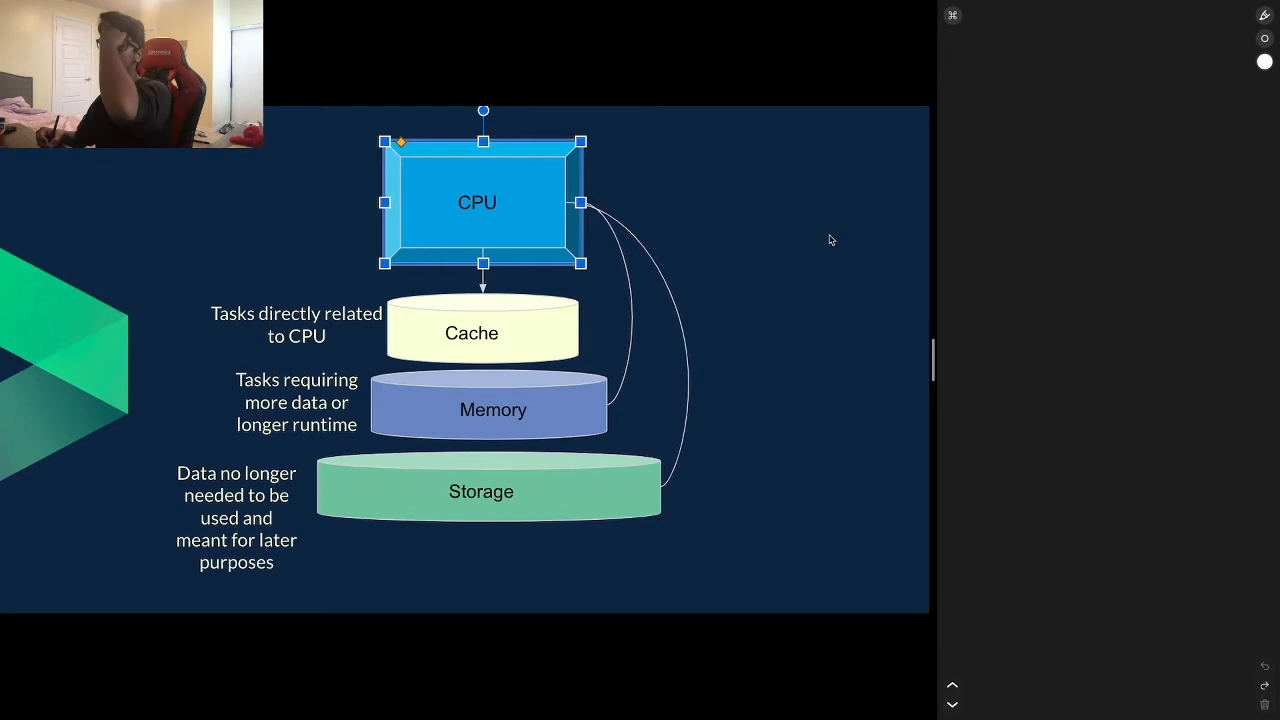 CPU
Tasks directly related
to CPU
Cache
Tasks requiring
more data or
longer runtime
Memory
Data no longer
needed to be
used and
meant for later
purposes
Storage